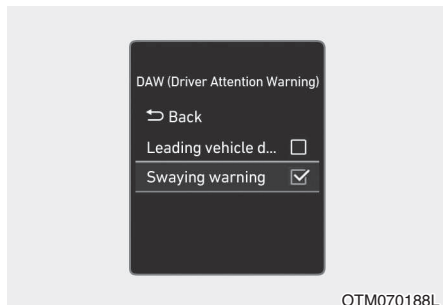 DAW (Driver Attention Warning)
Back
Leading vehicle d...
Swaying warning
OTM070188L